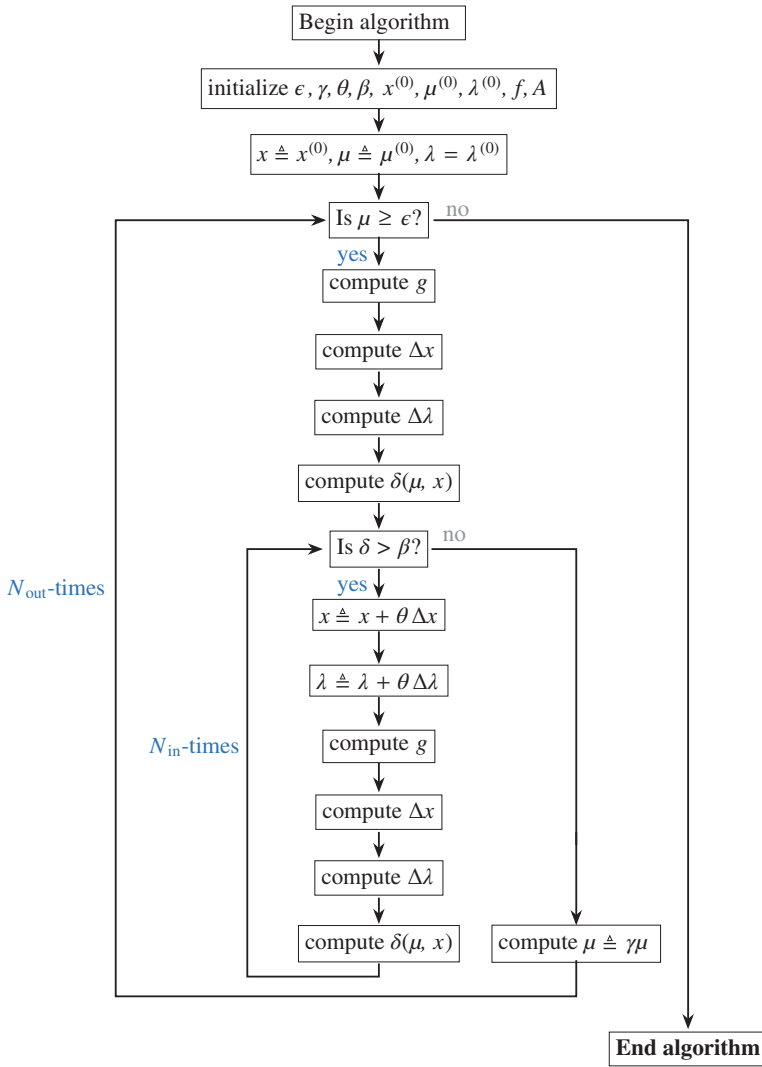 Begin algorithm
initialize ϵ, γ, θ, β, x⁽⁰⁾, μ⁽⁰⁾, λ⁽⁰⁾, f, A
x ≜ x⁽⁰⁾, μ ≜ μ⁽⁰⁾, λ = λ⁽⁰⁾
Is μ ≥ ϵ?
no
yes
compute g
compute Δx
compute Δλ
compute δ(μ, x)
Is δ > β?
no
N_out-times
yes
x ≜ x + θ Δx
λ ≜ λ + θ Δλ
N_in-times
compute g
compute Δx
compute Δλ
compute δ(μ, x)
compute μ ≜ γμ
End algorithm